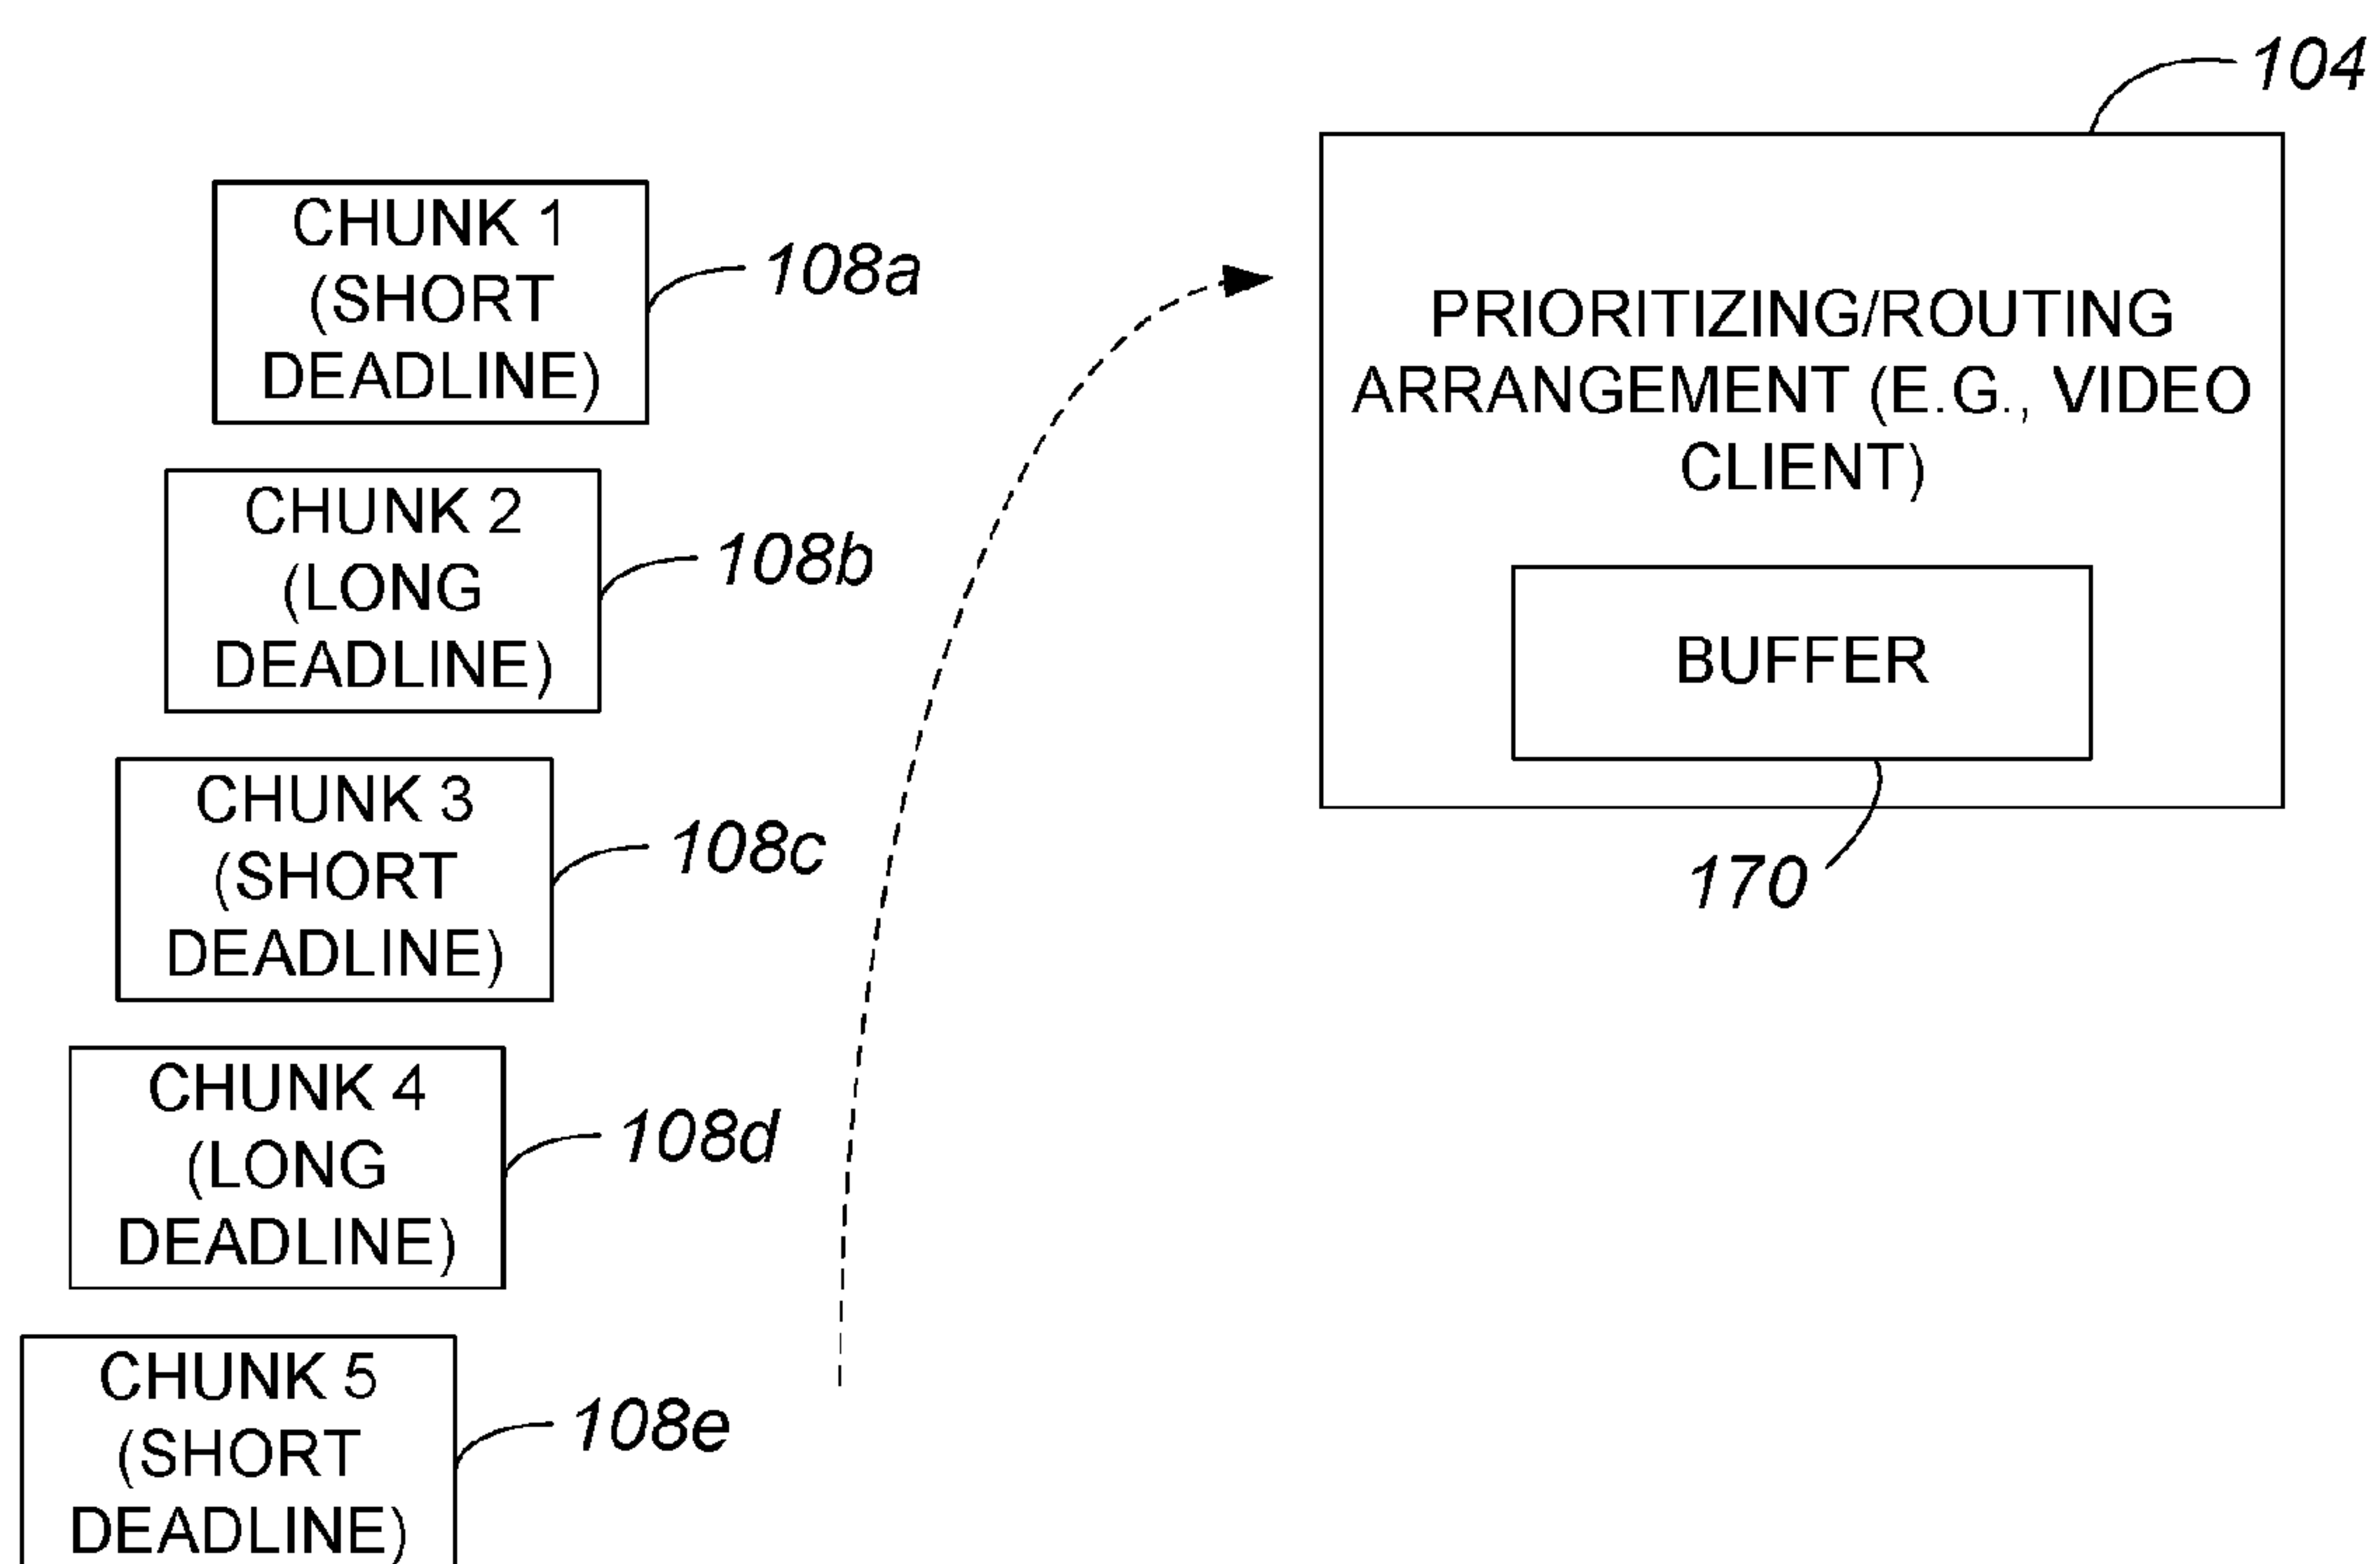 104
CHUNK 1
(SHORT
DEADLINE)
108a
CHUNK 2
(LONG
DEADLINE)
108b
CHUNK 3
(SHORT
DEADLINE)
108c
CHUNK 4
(LONG
DEADLINE)
108d
CHUNK 5
(SHORT
DEADLINE)
108e
PRIORITIZING/ROUTING
ARRANGEMENT (E.G., VIDEO
CLIENT)
BUFFER
170